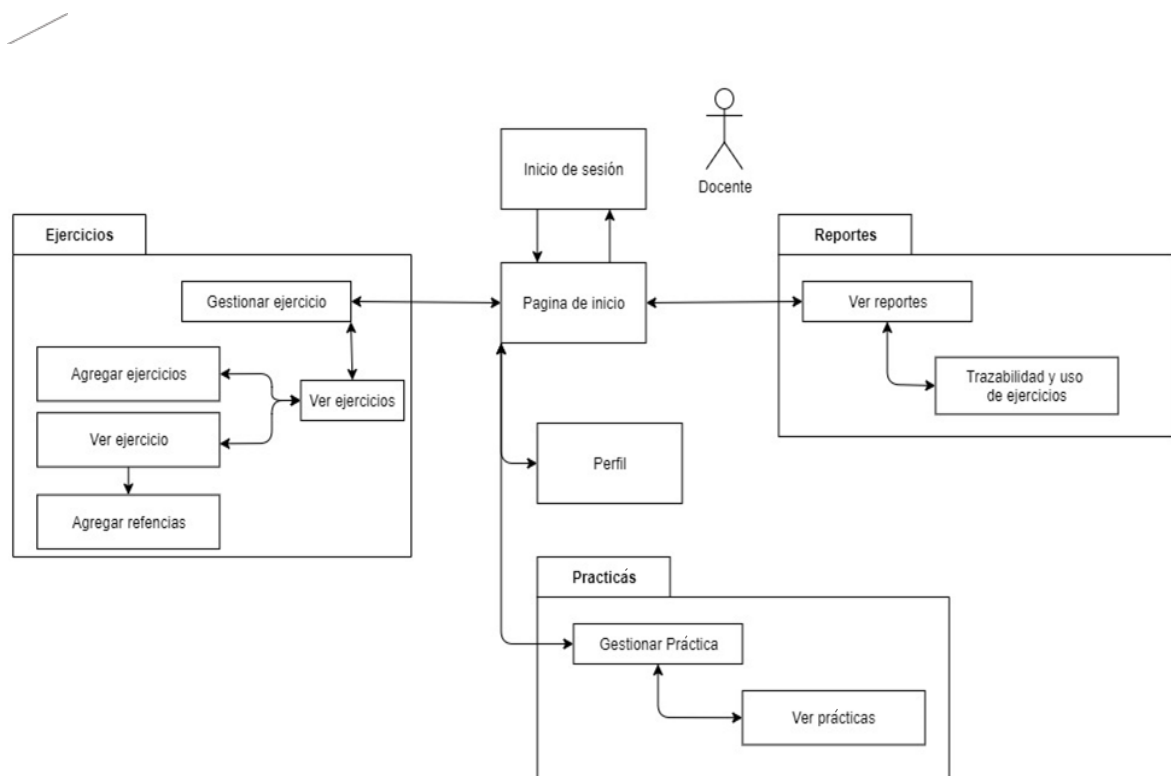 Inicio de sesión
Docente
Ejercicios
Reportes
Gestionar ejercicio
Pagina de inicio
Ver reportes
Agregar ejercicios
Ver ejercicios
Trazabilidad y uso
de ejercicios
Ver ejercicio
Perfil
Agregar refencias
Practicás
Gestionar Práctica
Ver prácticas